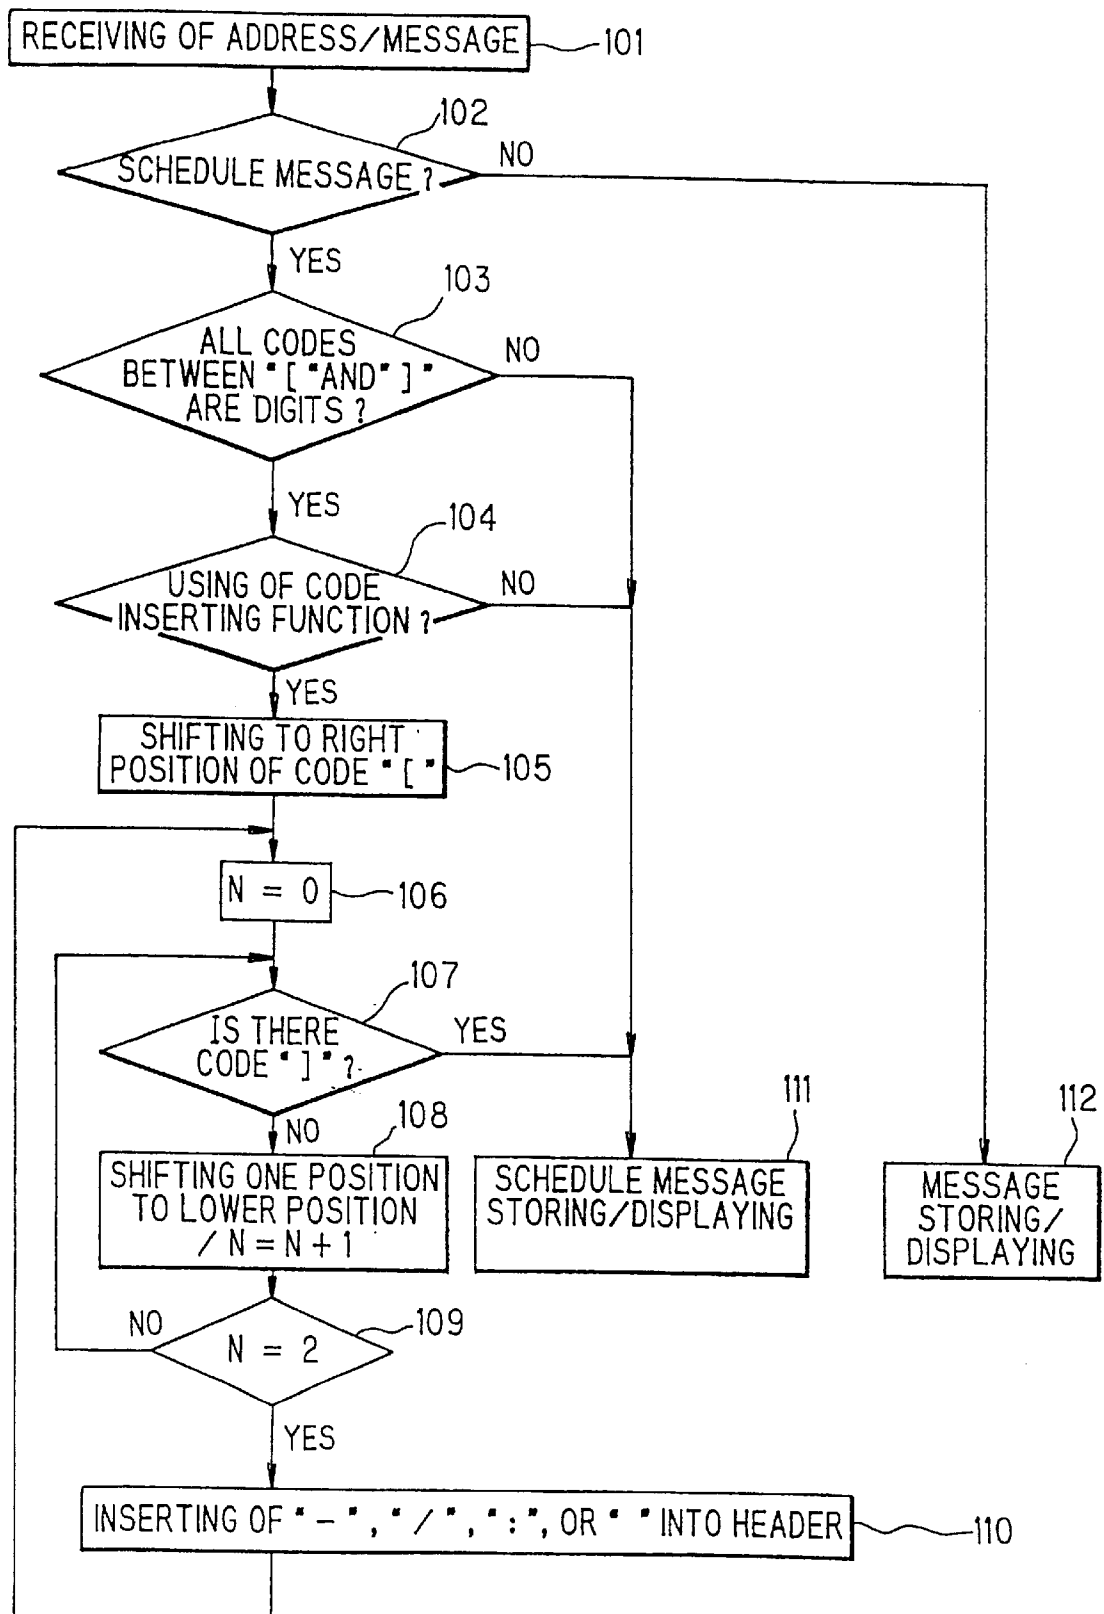 RECEIVING OF ADDRESS/MESSAGE
101
102
SCHEDULE MESSAGE ?
NO
YES
103
ALL CODES
BETWEEN "[ "AND" ]"
ARE DIGITS ?
NO
YES
104
USING OF CODE
INSERTING FUNCTION ?
NO
YES
SHIFTING TO RIGHT
POSITION OF CODE "[ "
105
N = 0
106
107
IS THERE
CODE " ] " ?
YES
NO
108
SHIFTING ONE POSITION
TO LOWER POSITION
/ N = N + 1
111
SCHEDULE MESSAGE
STORING/DISPLAYING
112
MESSAGE
STORING/
DISPLAYING
NO
N = 2
109
YES
INSERTING OF " - ", " / ", " : ", OR " " INTO HEADER
110